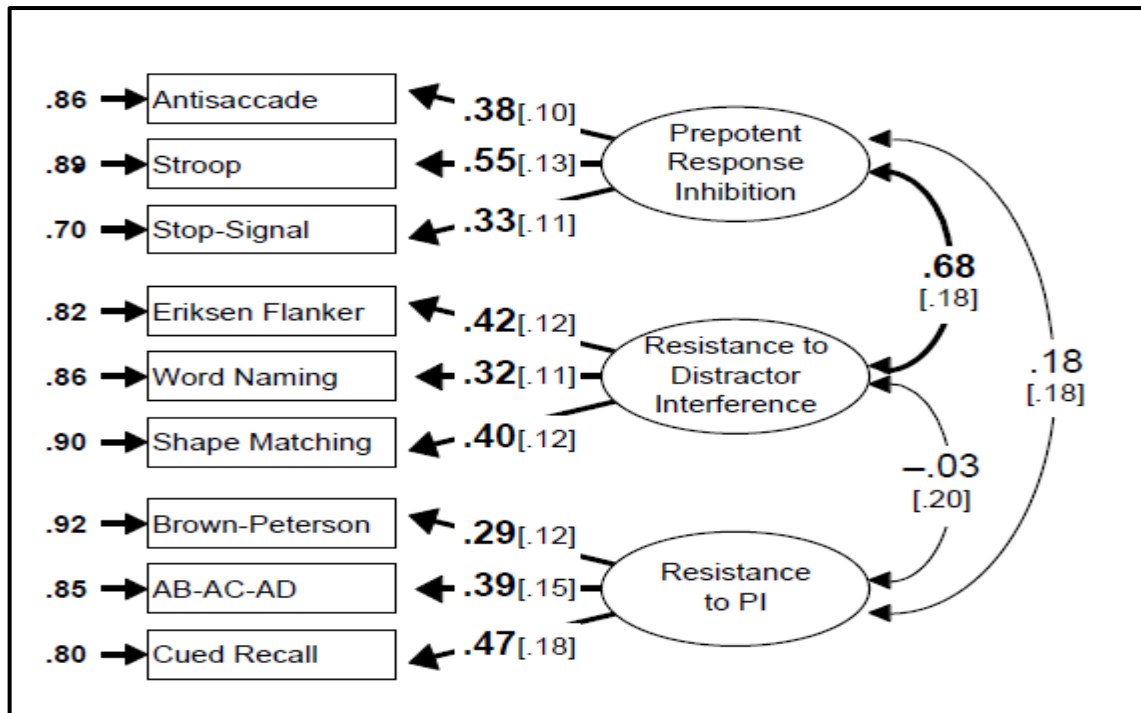 .86 Antisaccade .38[.10]
.89 Stroop .55[.13]
.70 Stop-Signal .33[.11]
Prepotent
Response
Inhibition
.82 Eriksen Flanker .42[.12]
.86 Word Naming .32[.11]
.90 Shape Matching .40[.12]
Resistance to
Distractor
Interference
.92 Brown-Peterson .29[.12]
.85 AB-AC-AD .39[.15]
.80 Cued Recall .47[.18]
Resistance
to PI
.68
[.18]
–.03
[.20]
.18
[.18]